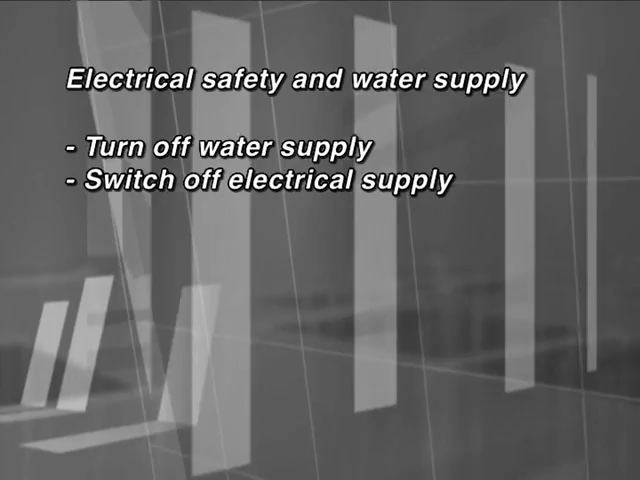 Electrical safety and water supply
- Turn off water supply
- Switch off electrical supply